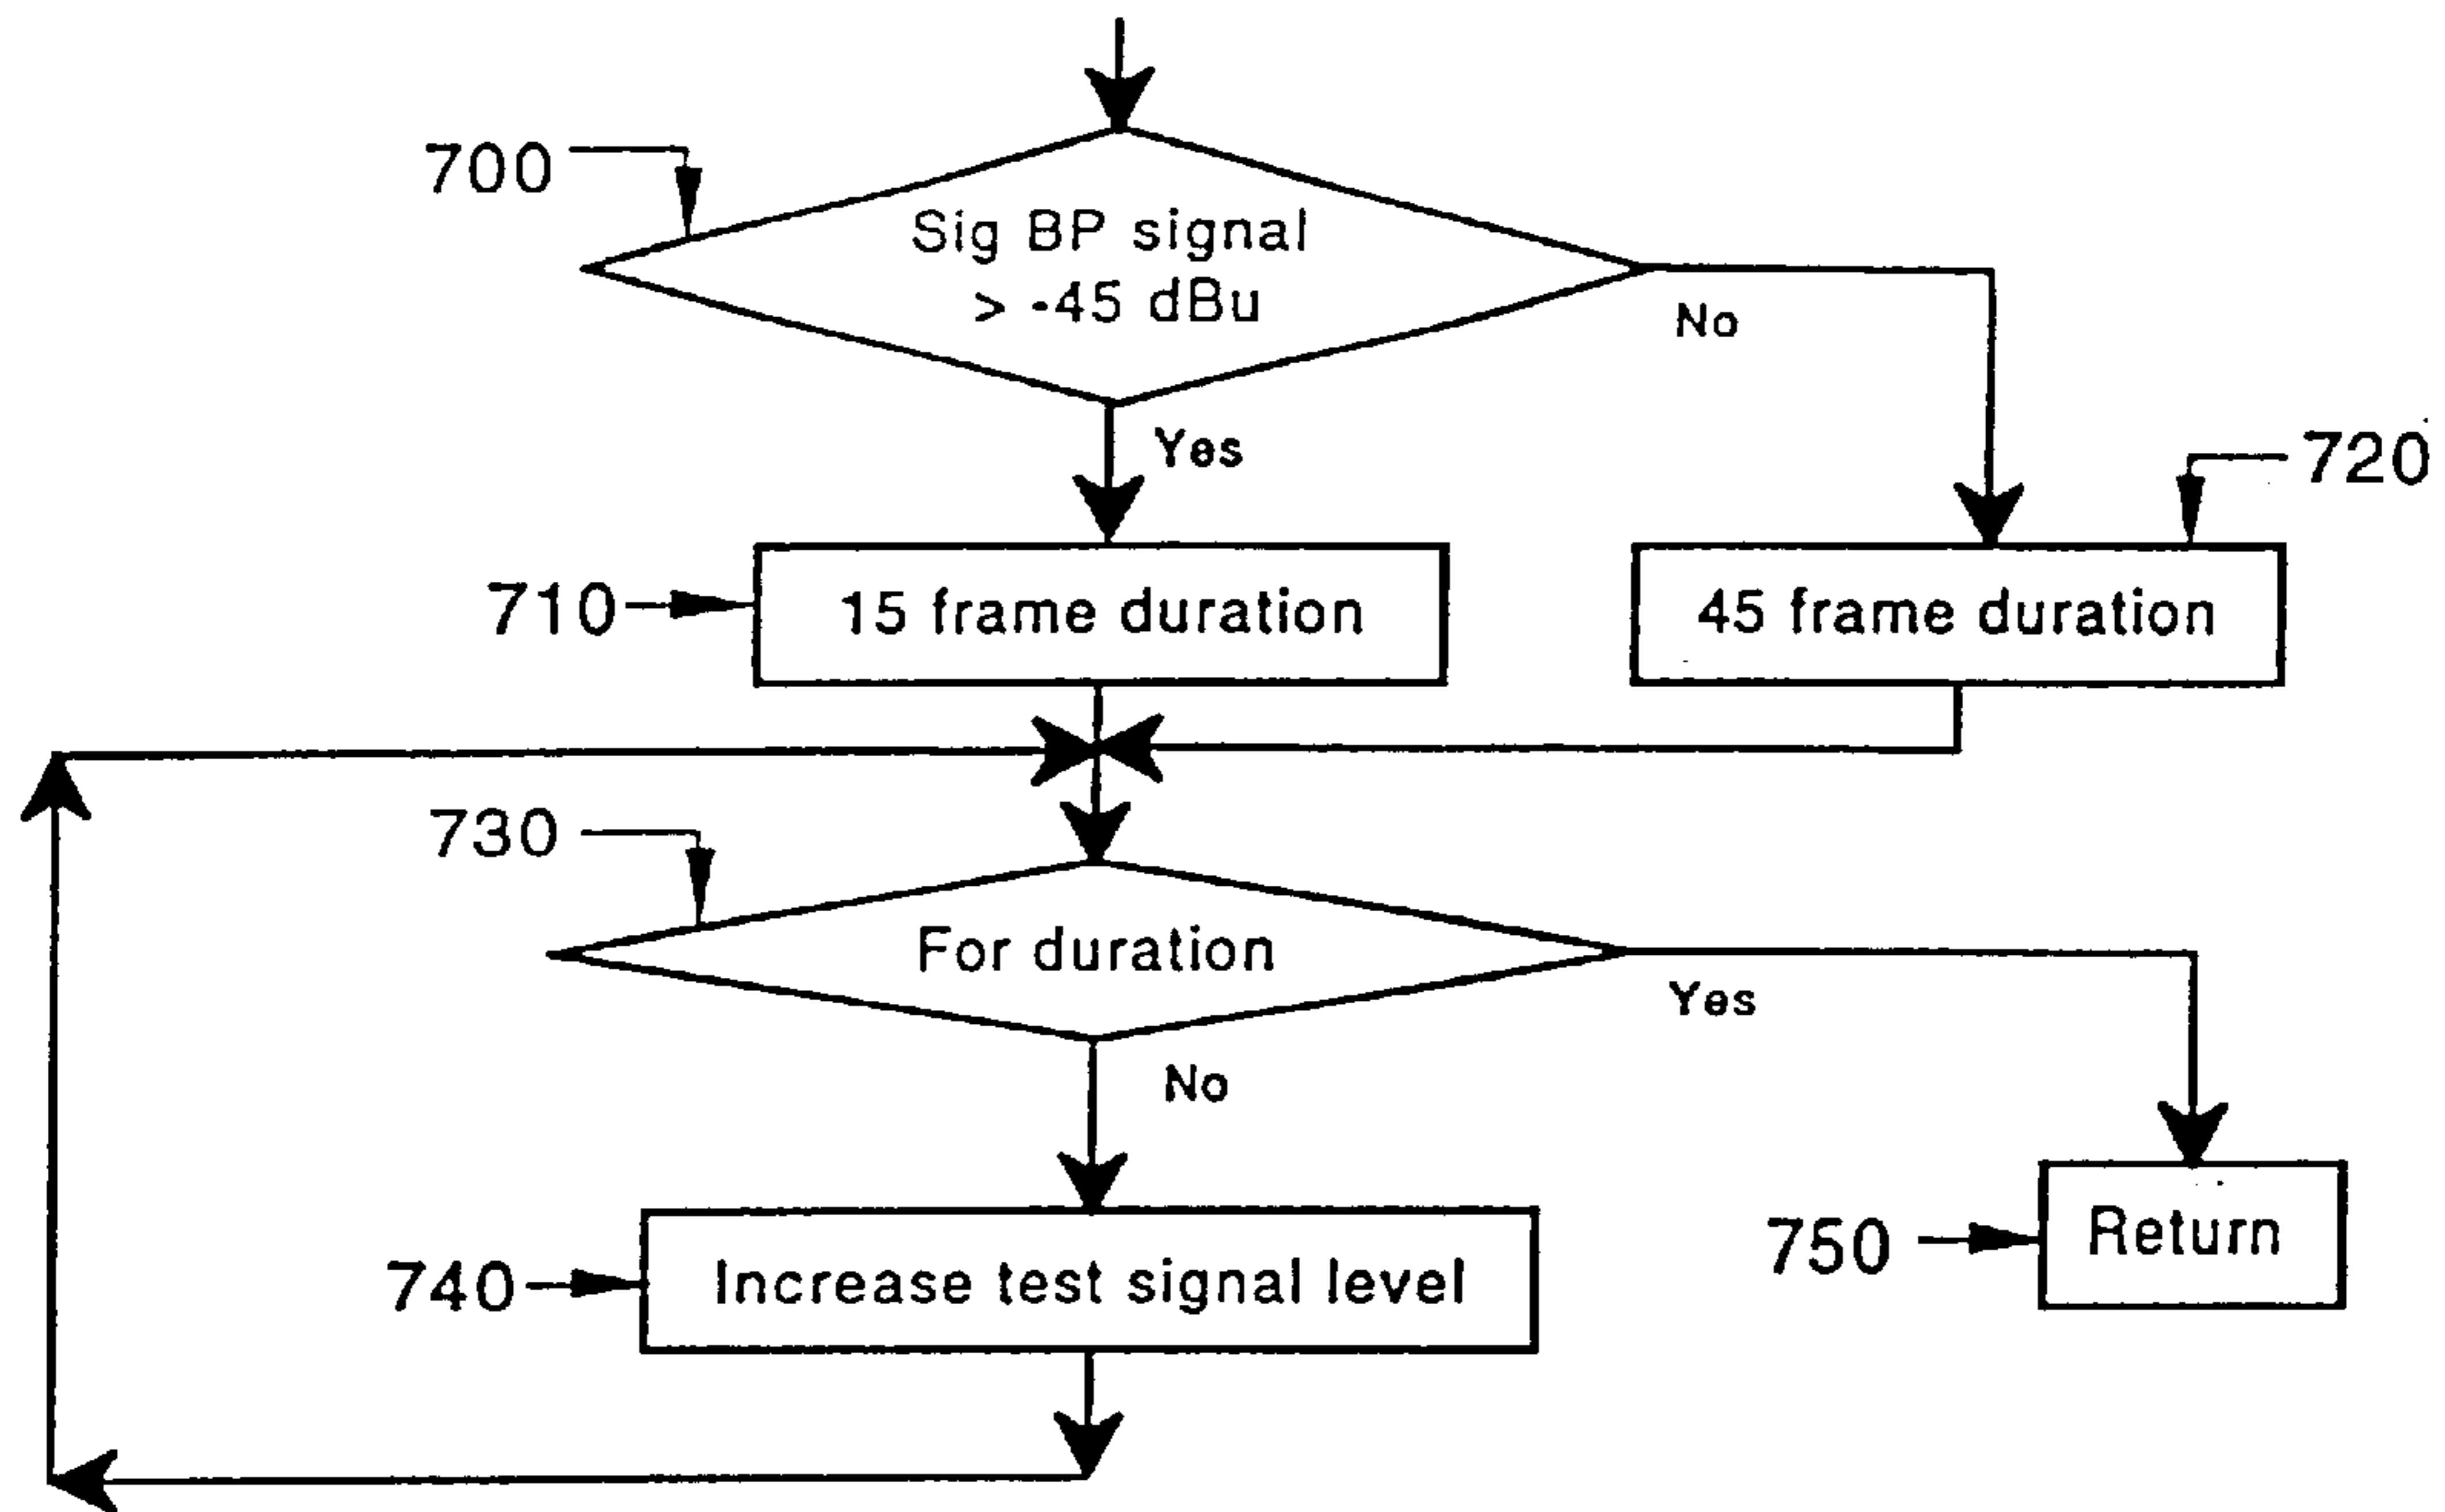 700
Sig BP signal
> -45 dBu
No
Yes
720
710
15 frame duration
45 frame duration
730
For duration
Yes
No
740
Increase test signal level
750
Return